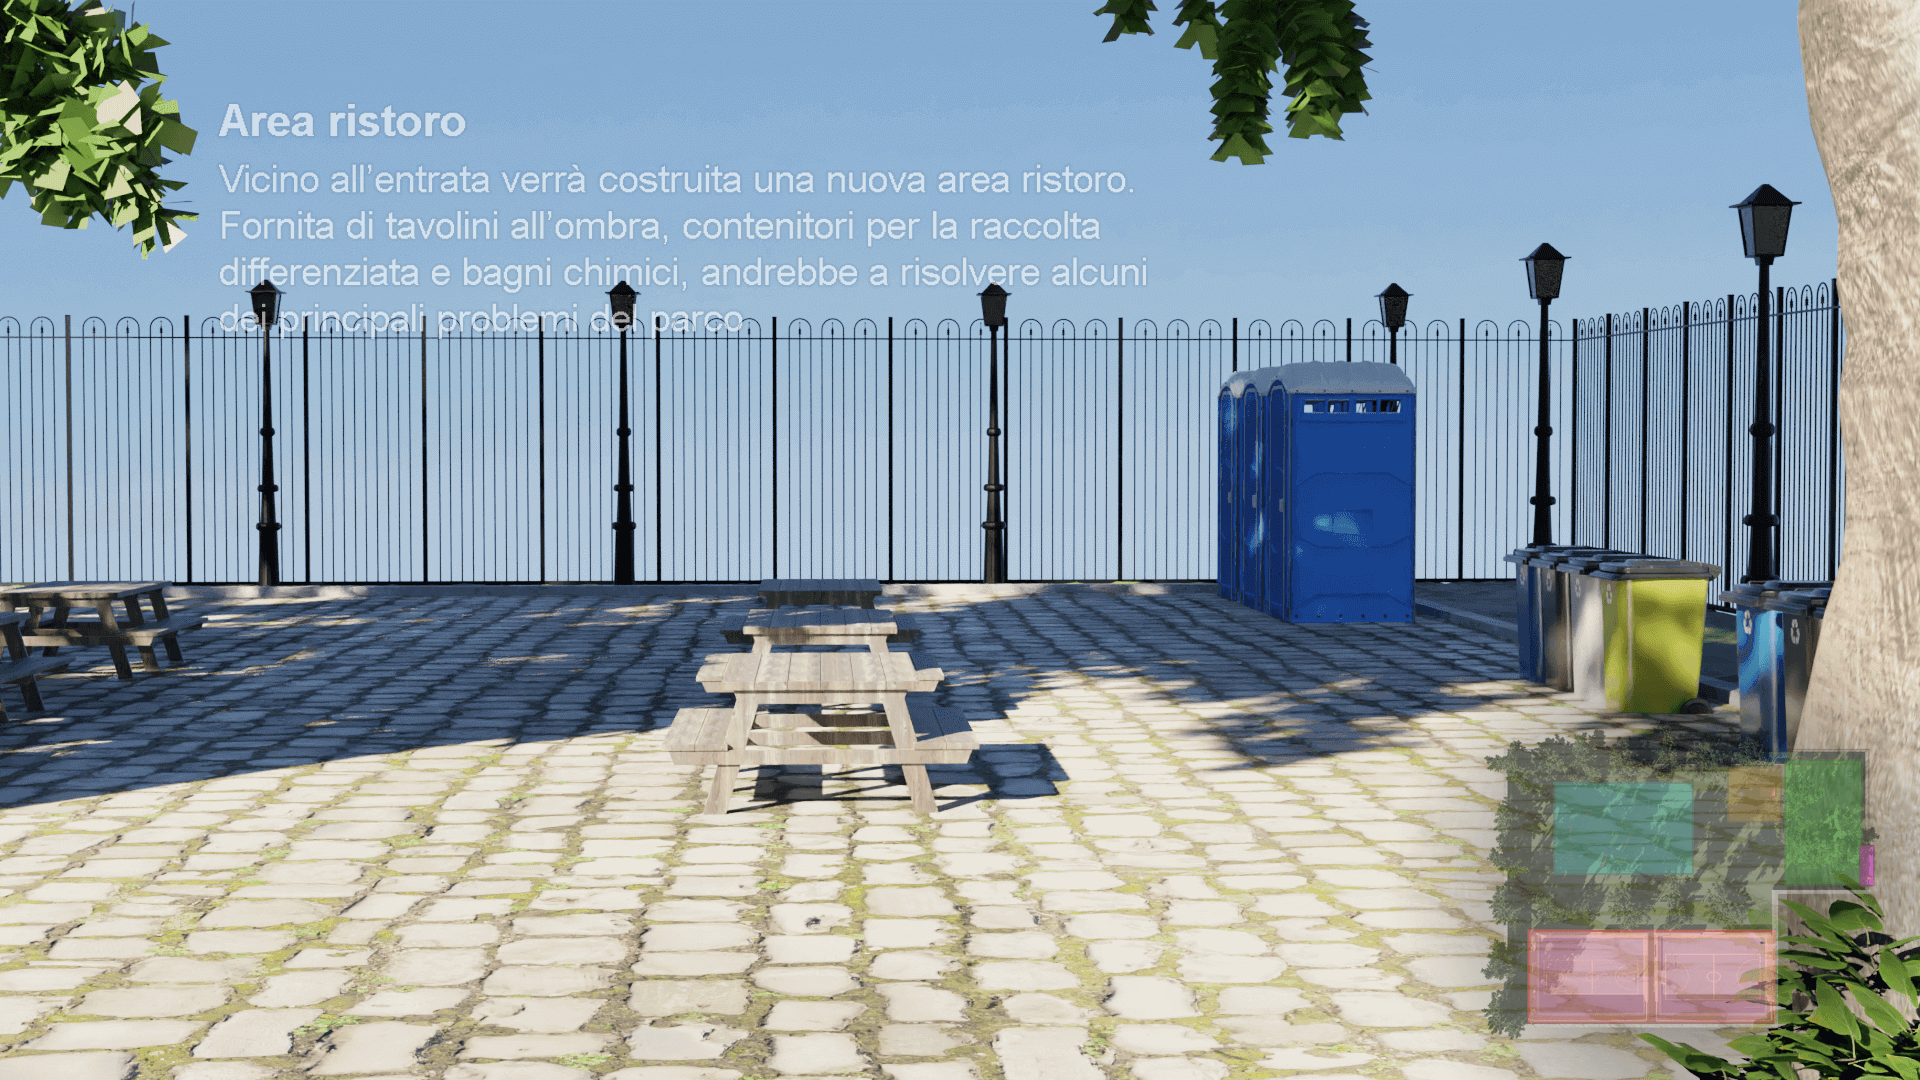 Area ristoro
Vicino all’entrata verrà costruita una nuova area ristoro.
Fornita di tavolini all’ombra, contenitori per la raccolta
differenziata e bagni chimici, andrebbe a risolvere alcuni
dei principali problemi del parco